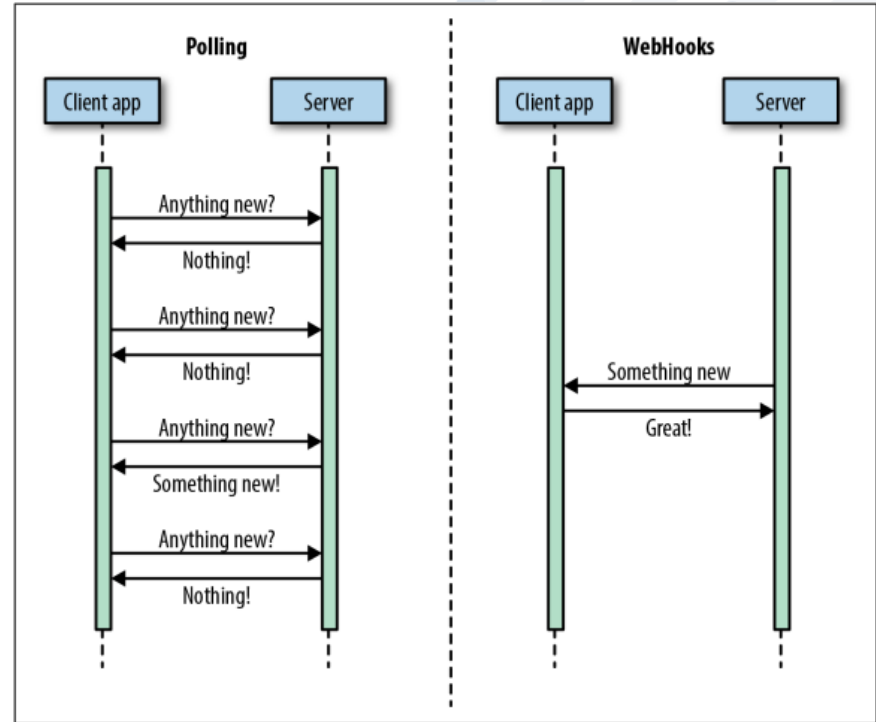 Polling
Client app
Server
Anything new?
Nothing!
Anything new?
Nothing!
Anything new?
Something new!
Anything new?
Nothing!
WebHooks
Client app
Server
Something new
Great!